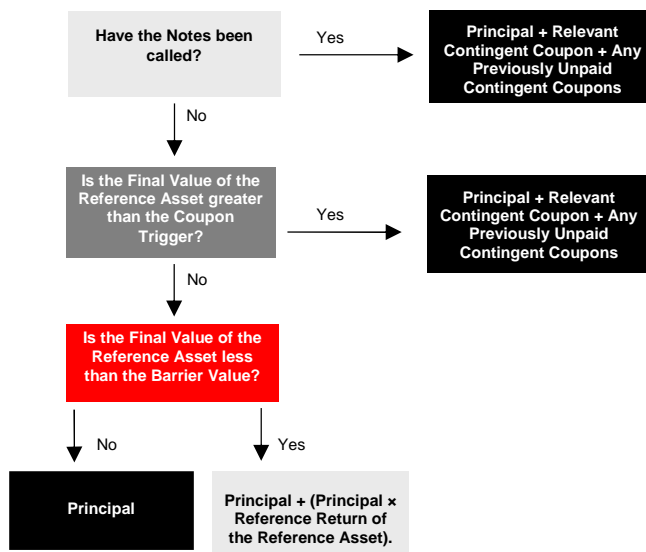 Have the Notes been
called?
Yes
Principal + Relevant
Contingent Coupon + Any
Previously Unpaid
Contingent Coupons
No
Is the Final Value of the
Reference Asset greater
than the Coupon
Trigger?
Yes
Principal + Relevant
Contingent Coupon + Any
Previously Unpaid
Contingent Coupons
No
Is the Final Value of the
Reference Asset less
than the Barrier Value?
No
Yes
Principal
Principal + (Principal ×
Reference Return of
the Reference Asset).